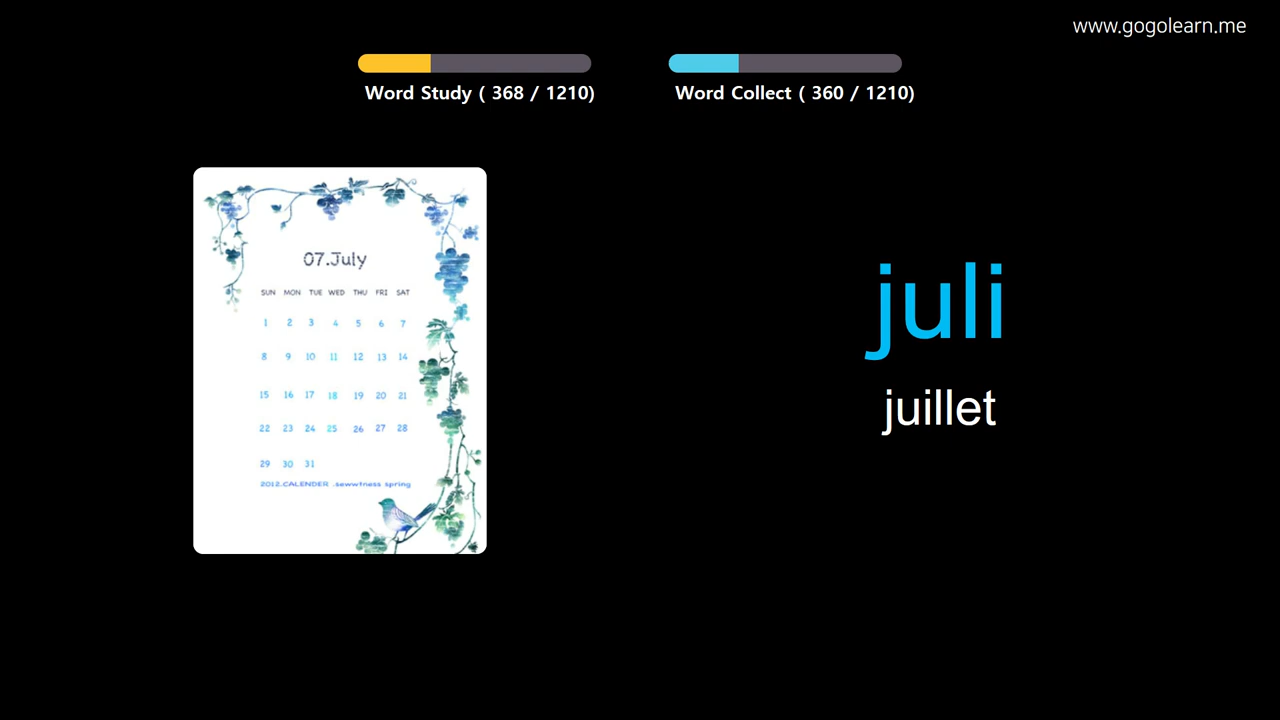 www.gogolearn.me
Word Study ( 368 / 1210)
Word Collect ( 360 / 1210)
07.July
SUN MON TUE WED THU FRI SAT
1 2 3 4 5 6 7
8 9 10 11 12 13 14
15 16 17 18 19 20 21
22 23 24 25 26 27 28
29 30 31
2012.CALENDER .sewwtness spring
juli
juillet